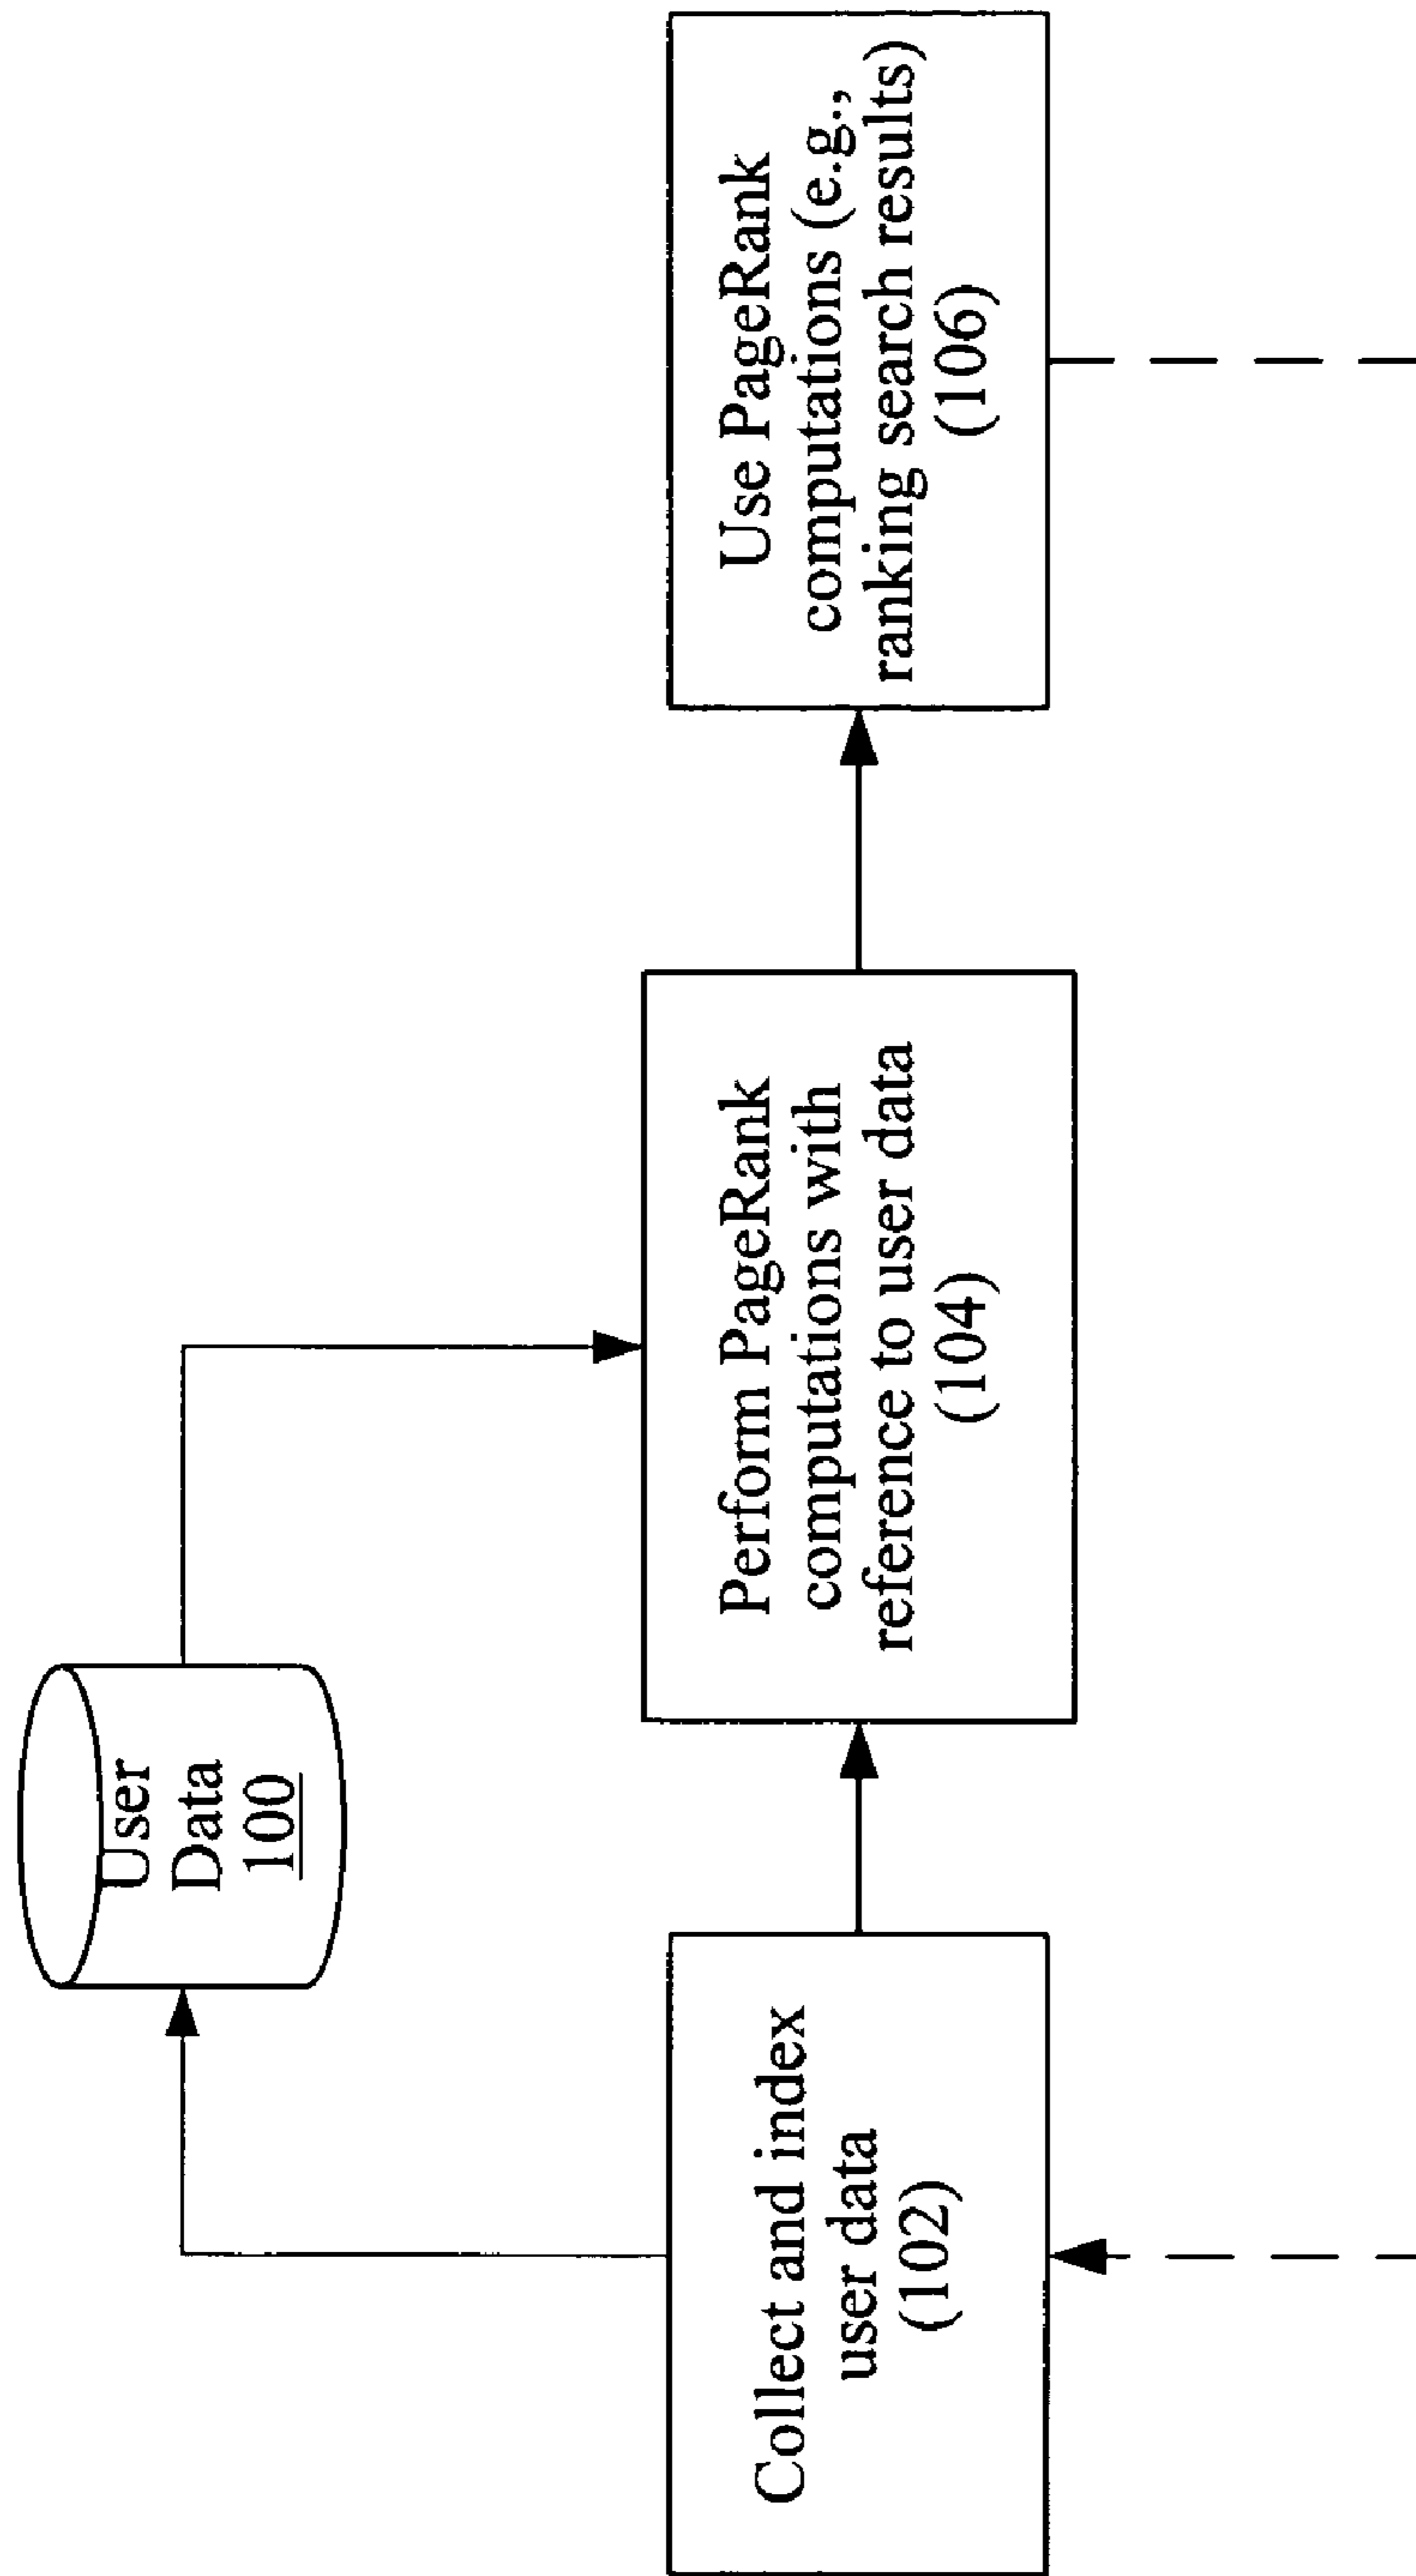 User
Data
100
Collect and index
user data
(102)
Perform PageRank
computations with
reference to user data
(104)
Use PageRank
computations (e.g.,
ranking search results)
(106)